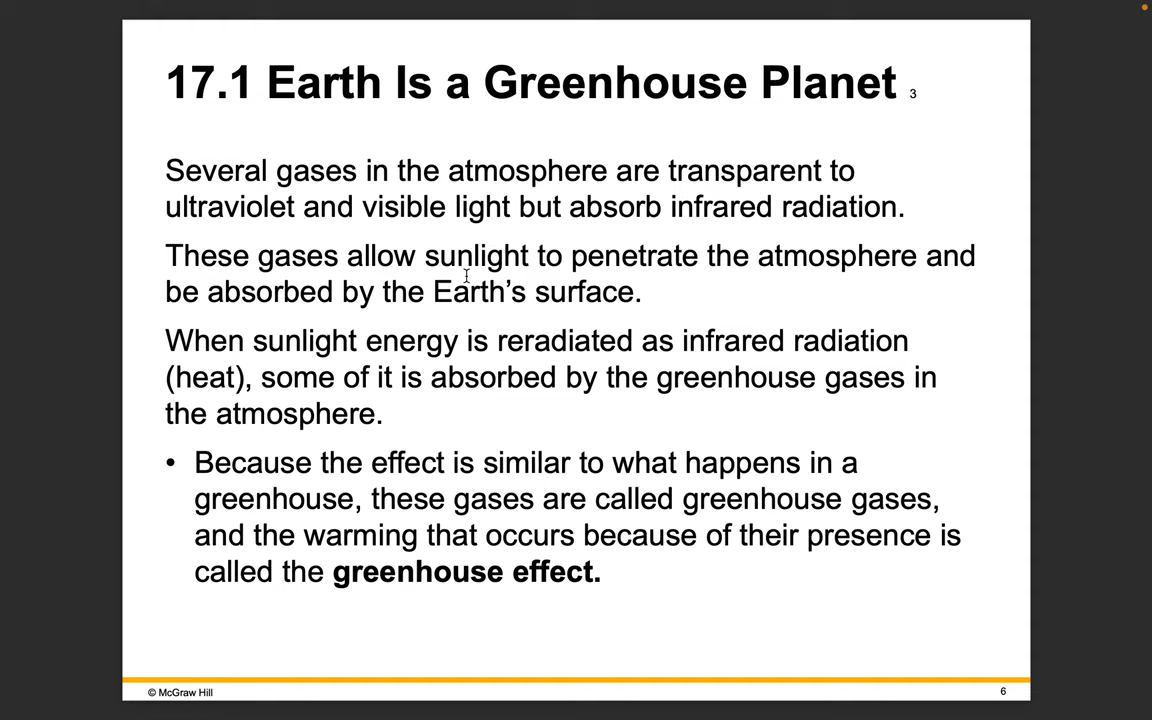 17.1 Earth Is a Greenhouse Planet 3
Several gases in the atmosphere are transparent to
ultraviolet and visible light but absorb infrared radiation.
These gases allow sunlight to penetrate the atmosphere and
be absorbed by the Earth’s surface.
When sunlight energy is reradiated as infrared radiation
(heat), some of it is absorbed by the greenhouse gases in
the atmosphere.
• Because the effect is similar to what happens in a
greenhouse, these gases are called greenhouse gases,
and the warming that occurs because of their presence is
called the greenhouse effect.
© McGraw Hill
6